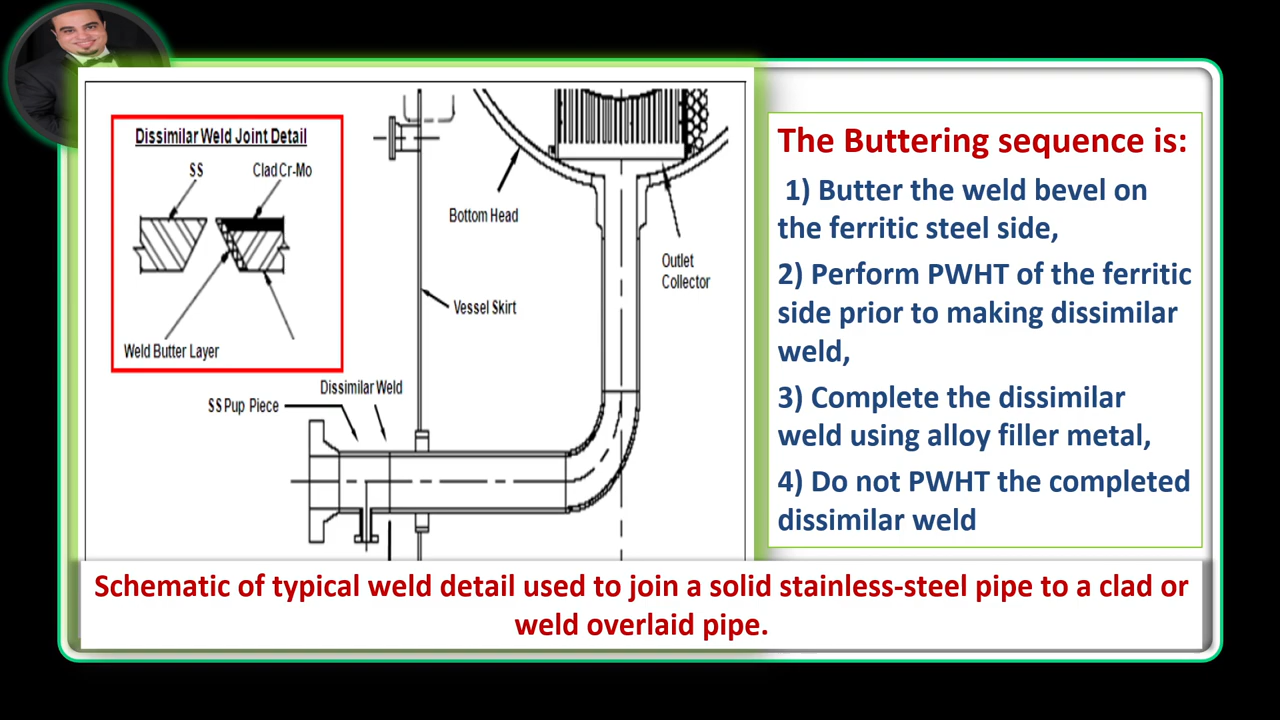 Dissimilar Weld Joint Detail
SS
Clad Cr-Mo
Weld Butter Layer
Bottom Head
Outlet
Collector
Vessel Skirt
Dissimilar Weld
SS Pup Piece
The Buttering sequence is:
1) Butter the weld bevel on
the ferritic steel side,
2) Perform PWHT of the ferritic
side prior to making dissimilar
weld,
3) Complete the dissimilar
weld using alloy filler metal,
4) Do not PWHT the completed
dissimilar weld
Schematic of typical weld detail used to join a solid stainless-steel pipe to a clad or
weld overlaid pipe.